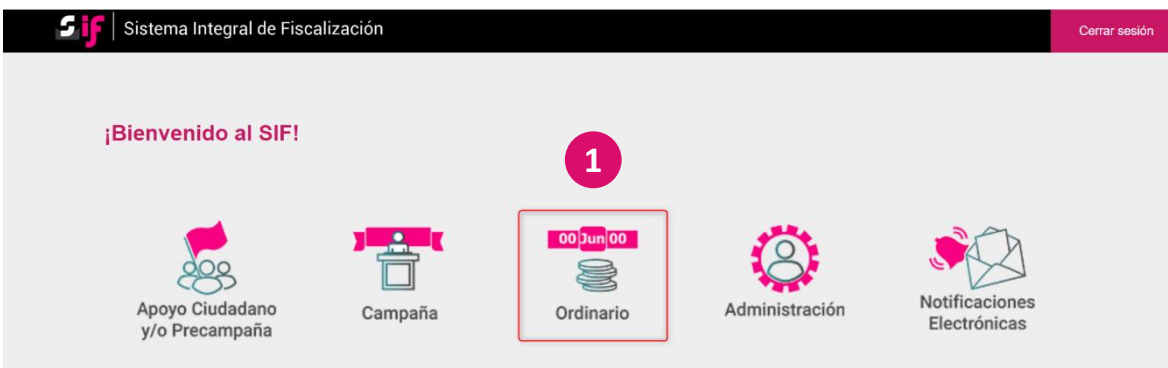 sif Sistema Integral de Fiscalización
Cerrar sesión
¡Bienvenido al SIF!
1
00 Jun 00
Apoyo Ciudadano
y/o Precampaña
Campaña
Ordinario
Administración
Notificaciones
Electrónicas